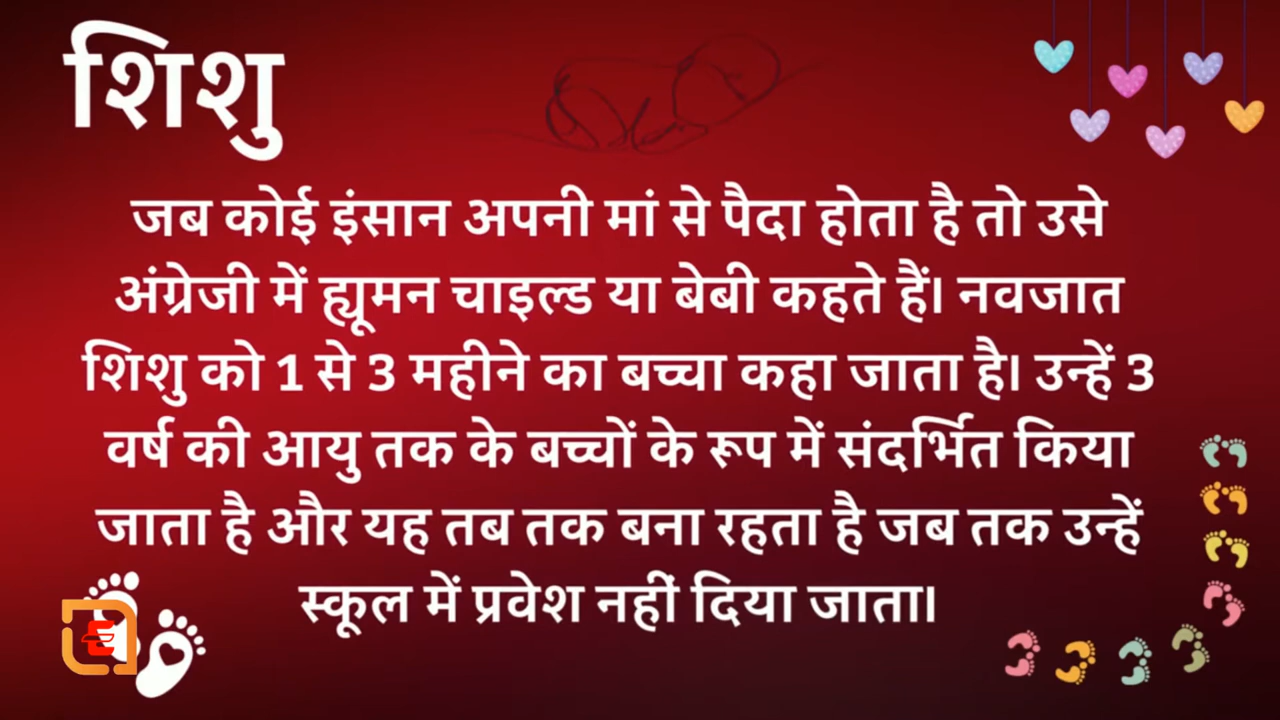 शिशु
जब कोई इंसान अपनी मां से पैदा होता है तो उसे
अंग्रेजी में ह्यूमन चाइल्ड या बेबी कहते हैं। नवजात
शिशु को 1 से 3 महीने का बच्चा कहा जाता है। उन्हें 3
वर्ष की आयु तक के बच्चों के रूप में संदर्भित किया
जाता है और यह तब तक बना रहता है जब तक उन्हें
स्कूल में प्रवेश नहीं दिया जाता।
E